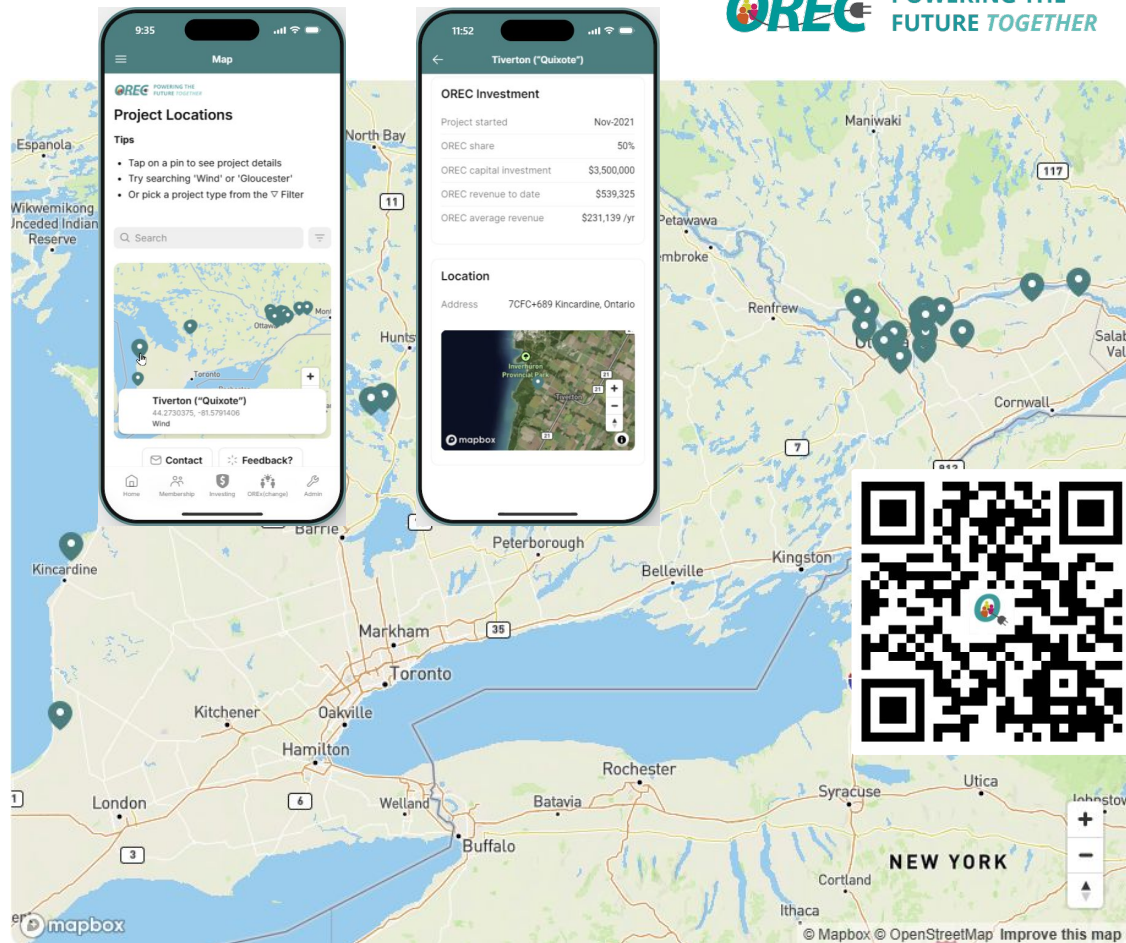 OREC POWERING THE
FUTURE TOGETHER
9:35
Map
OREC POWERING THE
FUTURE TOGETHER
Project Locations
Tips
• Tap on a pin to see project details
• Try searching 'Wind' or 'Gloucester'
• Or pick a project type from the ▽ Filter
Search
Ottawa
Toronto
+
Tiverton ("Quixote")
44.2730375, -81.5791406
Wind
Contact
Feedback?
Home
Membership
Investing
OREx(change)
Admin
11:52
Tiverton ("Quixote")
OREC Investment
Project started Nov-2021
OREC share 50%
OREC capital investment $3,500,000
OREC revenue to date $539,325
OREC average revenue $231,139 /yr
Location
Address 7CFC+689 Kincardine, Ontario
Inverhuron
Provincial Park
Tiverton
21
21
21
+
−
mapbox
Espanola
North Bay
Maniwaki
117
11
Wikwemikong
Unceded Indian
Reserve
Petawawa
Renfrew
Cornwall
7
Barrie
Peterborough
Kingston
Belleville
Kincardine
Markham
35
Toronto
Kitchener
Oakville
Hamilton
Rochester
Syracuse
Utica
London
6
Welland
Batavia
3
Buffalo
NEW YORK
Cortland
Ithaca
+
−
mapbox
© Mapbox © OpenStreetMap Improve this map